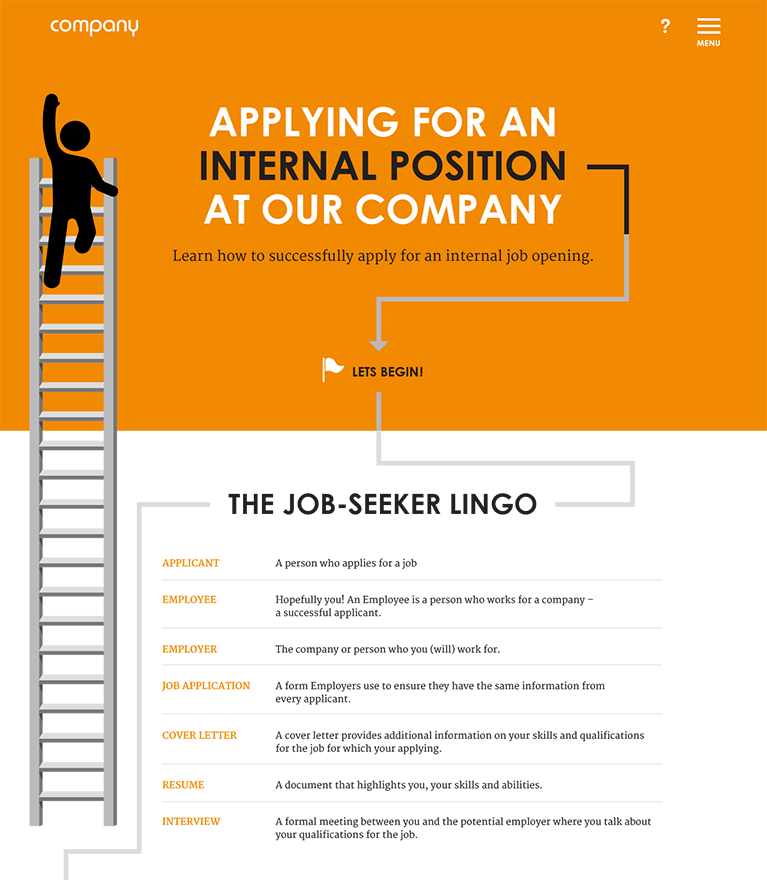 company
?
MENU
APPLYING FOR AN
INTERNAL POSITION
AT OUR COMPANY
Learn how to successfully apply for an internal job opening.
LETS BEGIN!
THE JOB-SEEKER LINGO
APPLICANT A person who applies for a job
EMPLOYEE Hopefully you! An Employee is a person who works for a company –
a successful applicant.
EMPLOYER The company or person who you (will) work for.
JOB APPLICATION A form Employers use to ensure they have the same information from
every applicant.
COVER LETTER A cover letter provides additional information on your skills and qualifications
for the job for which your applying.
RESUME A document that highlights you, your skills and abilities.
INTERVIEW A formal meeting between you and the potential employer where you talk about
your qualifications for the job.